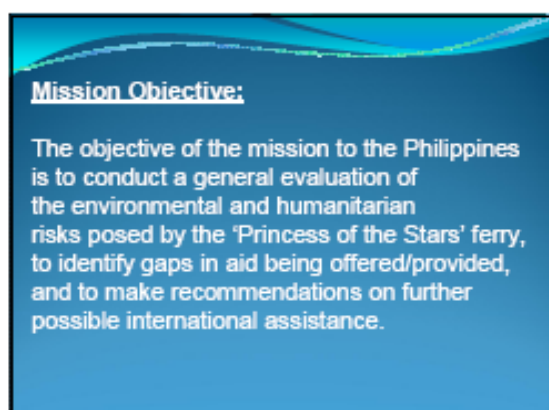 Mission Objective:
The objective of the mission to the Philippines
is to conduct a general evaluation of
the environmental and humanitarian
risks posed by the 'Princess of the Stars' ferry,
to identify gaps in aid being offered/provided,
and to make recommendations on further
possible international assistance.